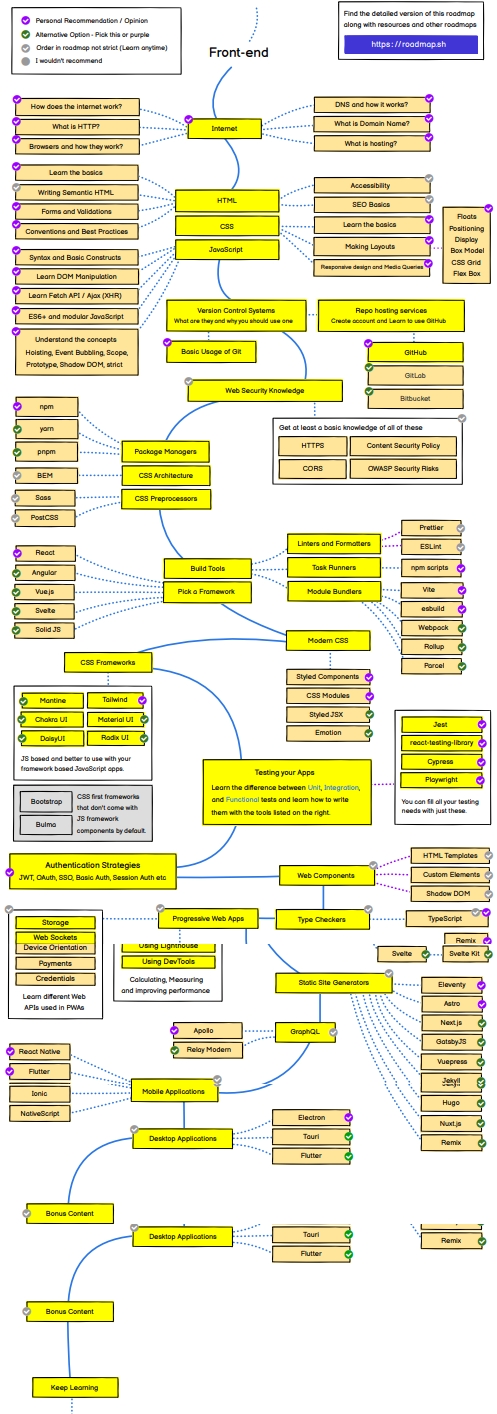 Personal Recommendation / Opinion
Alternative Option - Pick this or purple
Order in roadmap not strict (Learn anytime)
I wouldn't recommend
Find the detailed version of this roadmap
along with resources and other roadmaps
https://roadmap.sh
Front-end
How does the internet work?
What is HTTP?
Browsers and how they work?
Internet
DNS and how it works?
What is Domain Name?
What is hosting?
Learn the basics
Writing Semantic HTML
Forms and Validations
Conventions and Best Practices
HTML
CSS
JavaScript
Accessibility
SEO Basics
Learn the basics
Making Layouts
Responsive design and Media Queries
Floats
Positioning
Display
Box Model
CSS Grid
Flex Box
Syntax and Basic Constructs
Learn DOM Manipulation
Learn Fetch API / Ajax (XHR)
ES6+ and modular JavaScript
Understand the concepts
Hoisting, Event Bubbling, Scope,
Prototype, Shadow DOM, strict
Version Control Systems
What are they and why you should use one
Repo hosting services
Create account and Learn to use GitHub
Basic Usage of Git
GitHub
GitLab
Bitbucket
Web Security Knowledge
Get at least a basic knowledge of all of these
HTTPS
Content Security Policy
CORS
OWASP Security Risks
npm
yarn
pnpm
Package Managers
BEM
CSS Architecture
Sass
PostCSS
CSS Preprocessors
Linters and Formatters
Task Runners
Module Bundlers
Prettier
ESLint
npm scripts
Vite
esbuild
Webpack
Rollup
Parcel
Build Tools
Pick a Framework
React
Angular
Vue.js
Svelte
Solid JS
Modern CSS
Styled Components
CSS Modules
Styled JSX
Emotion
CSS Frameworks
Mantine
Tailwind
Chakra UI
Material UI
DaisyUI
Radix UI
JS based and better to use with your
framework based JavaScript apps.
Bootstrap
Bulma
CSS first frameworks
that don't come with
JS framework
components by default.
Testing your Apps
Learn the difference between Unit, Integration,
and Functional tests and learn how to write
them with the tools listed on the right.
Jest
react-testing-library
Cypress
Playwright
You can fill all your testing
needs with just these.
Authentication Strategies
JWT, OAuth, SSO, Basic Auth, Session Auth etc
Web Components
HTML Templates
Custom Elements
Shadow DOM
Progressive Web Apps
Type Checkers
TypeScript
Storage
Web Sockets
Device Orientation
Payments
Credentials
Learn different Web
APIs used in PWAs
Using Lighthouse
Using DevTools
Calculating, Measuring
and improving performance
Remix
Svelte
Svelte Kit
Static Site Generators
Eleventy
Astro
Next.js
GatsbyJS
Vuepress
Jekyll
Hugo
Nuxt.js
Remix
Apollo
Relay Modern
GraphQL
React Native
Flutter
Ionic
NativeScript
Mobile Applications
Desktop Applications
Electron
Tauri
Flutter
Bonus Content
Desktop Applications
Tauri
Flutter
Remix
Bonus Content
Keep Learning